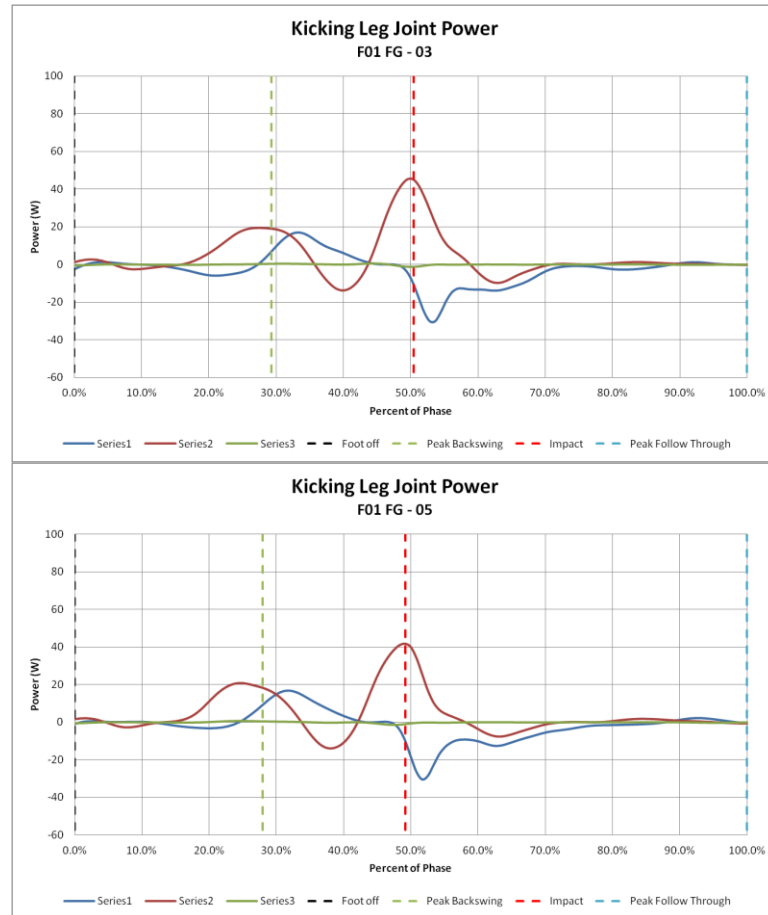 Kicking Leg Joint Power
F01 FG - 03
100
80
60
40
20
0
-20
-40
-60
Power (W)
0.0% 10.0% 20.0% 30.0% 40.0% 50.0% 60.0% 70.0% 80.0% 90.0% 100.0%
Percent of Phase
Series1 Series2 Series3 Foot off Peak Backswing Impact Peak Follow Through
Kicking Leg Joint Power
F01 FG - 05
100
80
60
40
20
0
-20
-40
-60
Power (W)
0.0% 10.0% 20.0% 30.0% 40.0% 50.0% 60.0% 70.0% 80.0% 90.0% 100.0%
Percent of Phase
Series1 Series2 Series3 Foot off Peak Backswing Impact Peak Follow Through